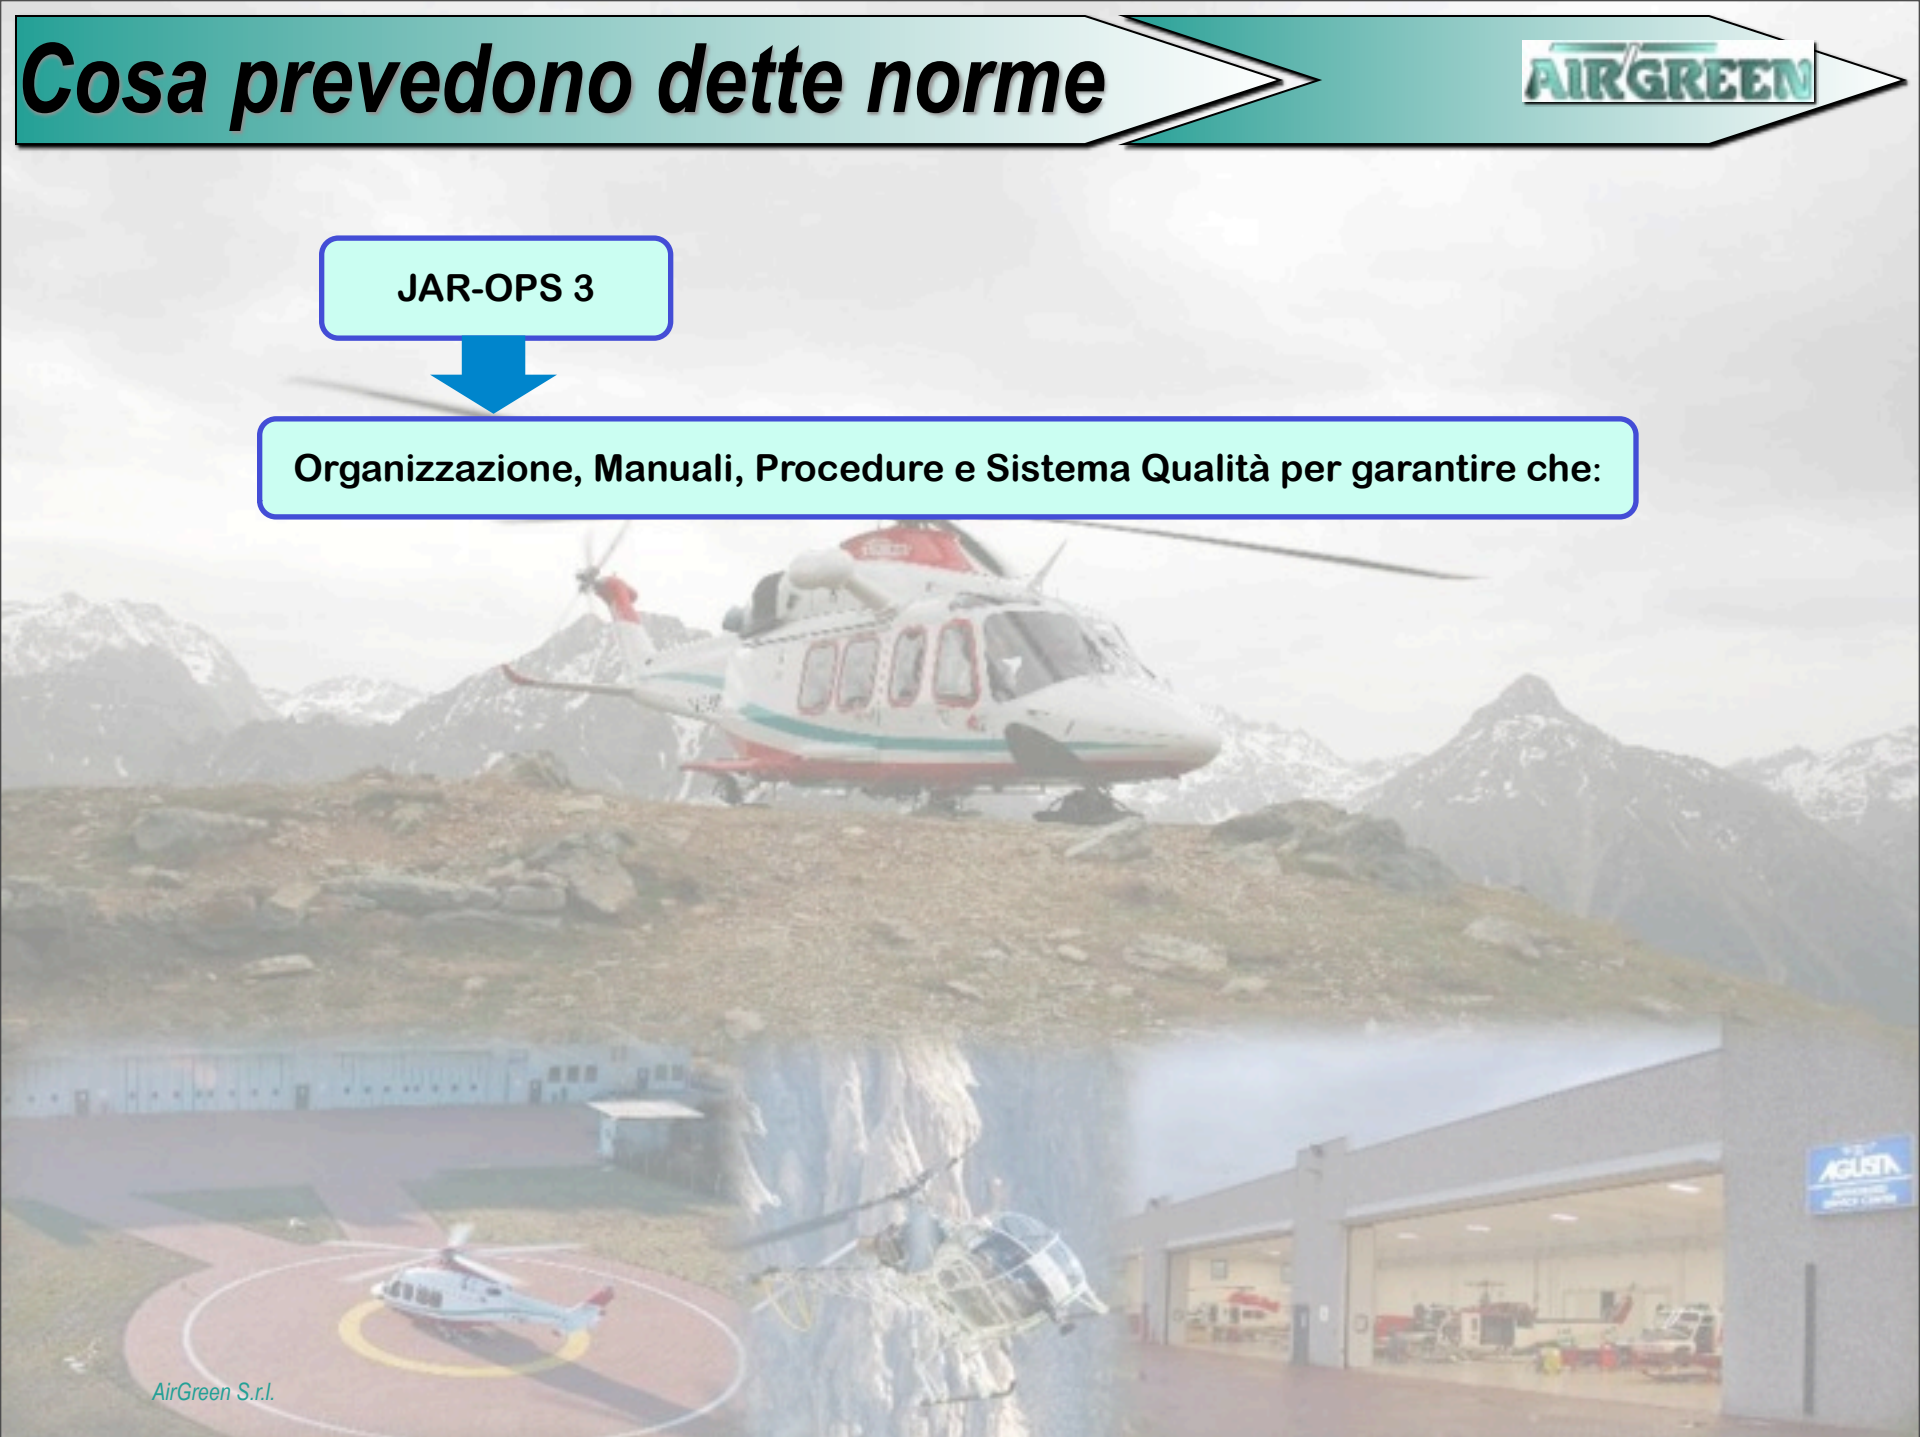 Cosa prevedono dette norme
AIRGREEN
JAR-OPS 3
Organizzazione, Manuali, Procedure e Sistema Qualità per garantire che:
AGUSTA
AirGreen S.r.l.